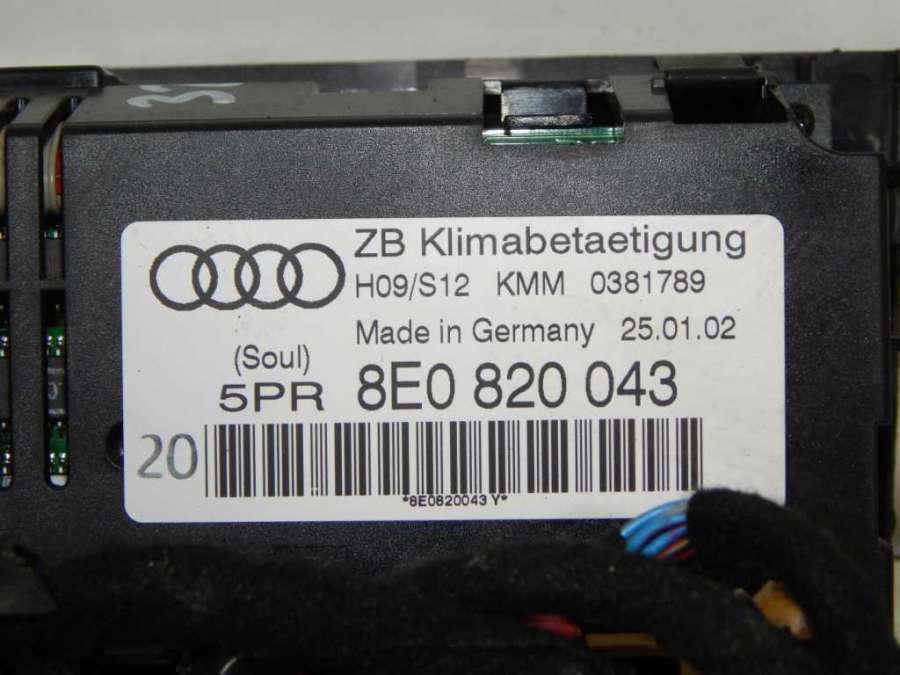 ZB Klimabetaetigung
H09/S12 KMM 0381789
Made in Germany 25.01.02
(Soul)
5PR 8E0 820 043
20
*8E0820043 Y*